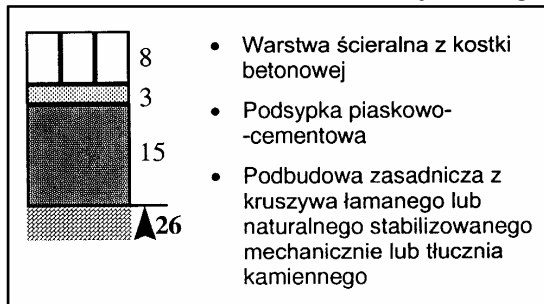 8
3
15
26
• Warstwa ścieralna z kostki
betonowej
• Podsypka piaskowo-
-cementowa
• Podbudowa zasadnicza z
kruszywa łamanego lub
naturalnego stabilizowanego
mechanicznie lub tłucznia
kamiennego